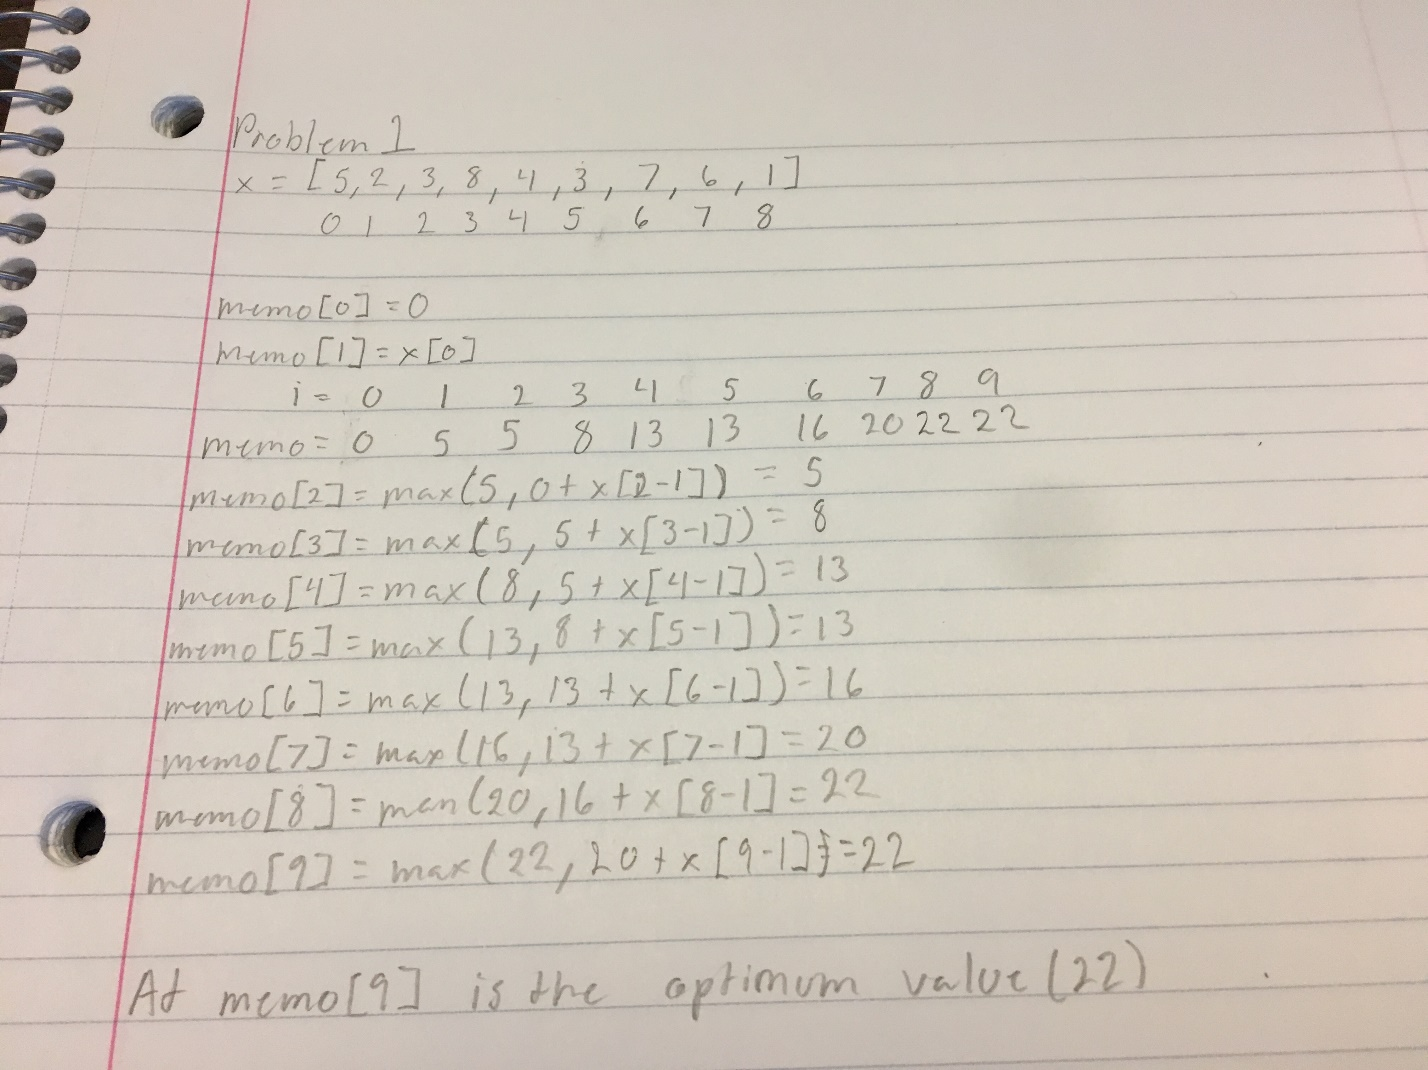 Problem 1
x = [5, 2, 3, 8, 4, 3, 7, 6, 1]
0 1 2 3 4 5 6 7 8
memo[0] = 0
memo[1] = x[0]
i = 0 1 2 3 4 5 6 7 8 9
memo = 0 5 5 8 13 13 16 20 22 22
memo[2] = max(5, 0 + x[2-1]) = 5
memo[3] = max(5, 5 + x[3-1]) = 8
memo[4] = max(8, 5 + x[4-1]) = 13
memo[5] = max(13, 8 + x[5-1]) = 13
memo[6] = max(13, 13 + x[6-1]) = 16
memo[7] = max(16, 13 + x[7-1] = 20
memo[8] = man(20, 16 + x[8-1] = 22
memo[9] = max(22, 20 + x[9-1]) = 22
At memo[9] is the optimum value (22)